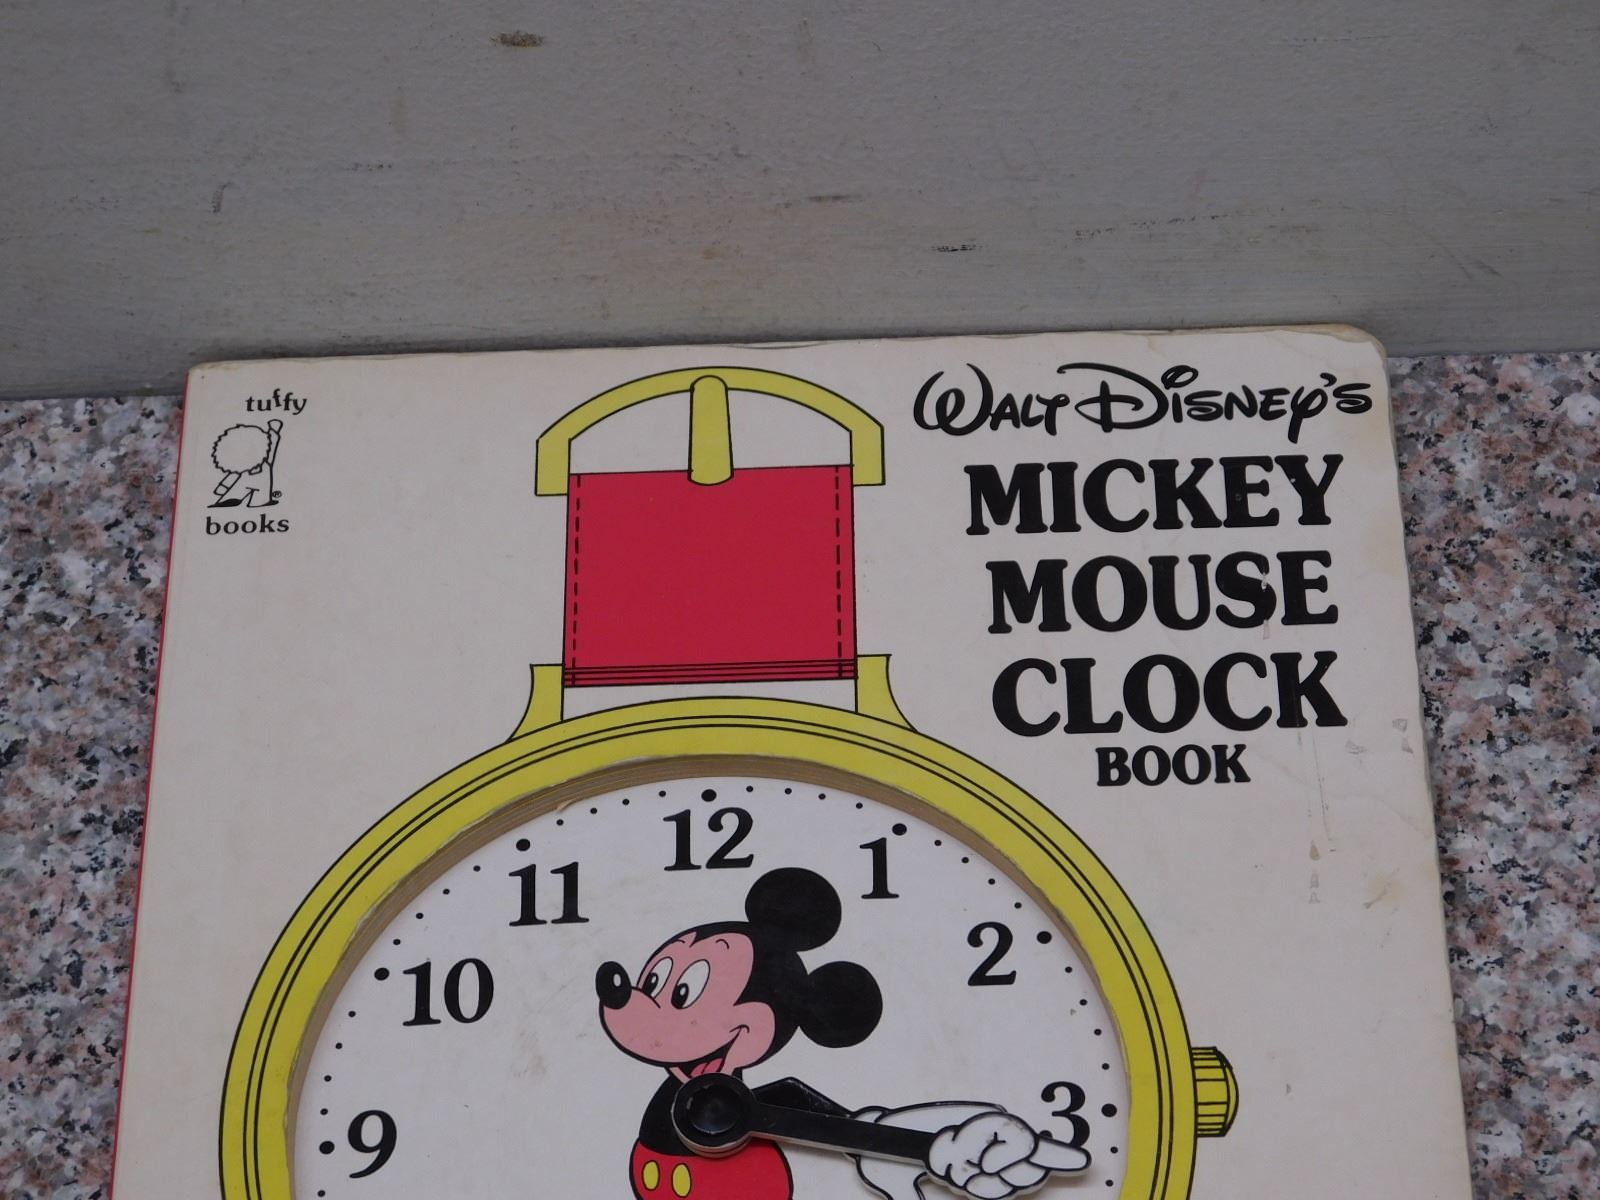 tuffy
books
WALT DISNEY'S
MICKEY
MOUSE
CLOCK
BOOK
12
11
1
10
2
9
3